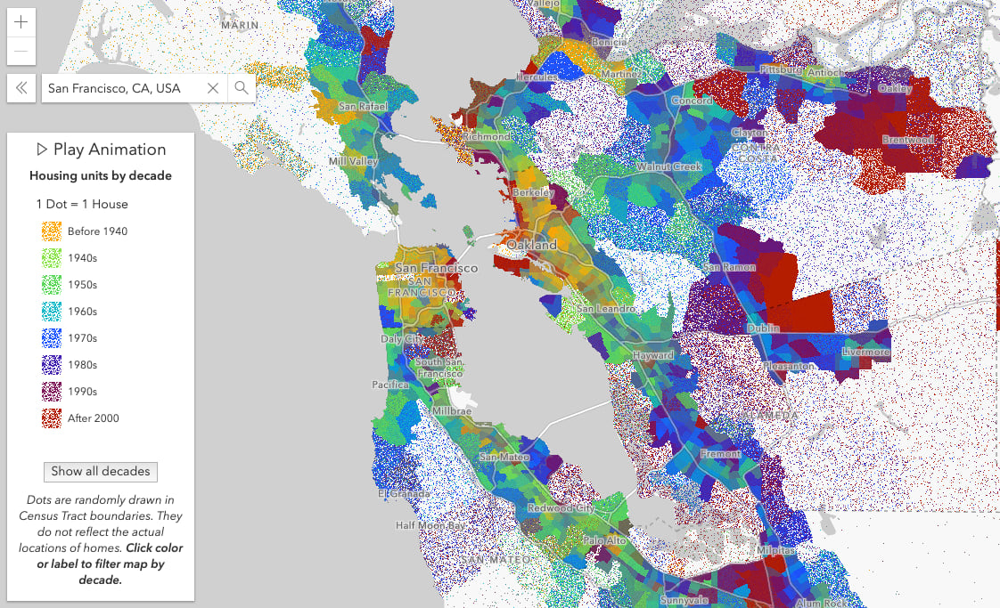 San Francisco, CA, USA
Play Animation
Housing units by decade
1 Dot = 1 House
Before 1940
1940s
1950s
1960s
1970s
1980s
1990s
After 2000
Show all decades
Dots are randomly drawn in
Census Tract boundaries. They
do not reflect the actual
locations of homes. Click color
or label to filter map by
decade.
MARIN
Vallejo
Benicia
Martinez
Hercules
Pittsburg
Antioch
Oakley
San Rafael
Concord
Richmond
Clayton
CONTRA
COSTA
Brentwood
Mill Valley
Walnut Creek
Berkeley
Oakland
San Francisco
SAN
FRANCISCO
San Ramon
San Leandro
Daly City
Dublin
South San
Francisco
Hayward
Livermore
Pleasanton
Pacifica
Millbrae
ALAMEDA
San Mateo
Fremont
El Granada
Redwood City
Half Moon Bay
Palo Alto
SAN MATEO
Milpitas
Sunnyvale
Alum Rock